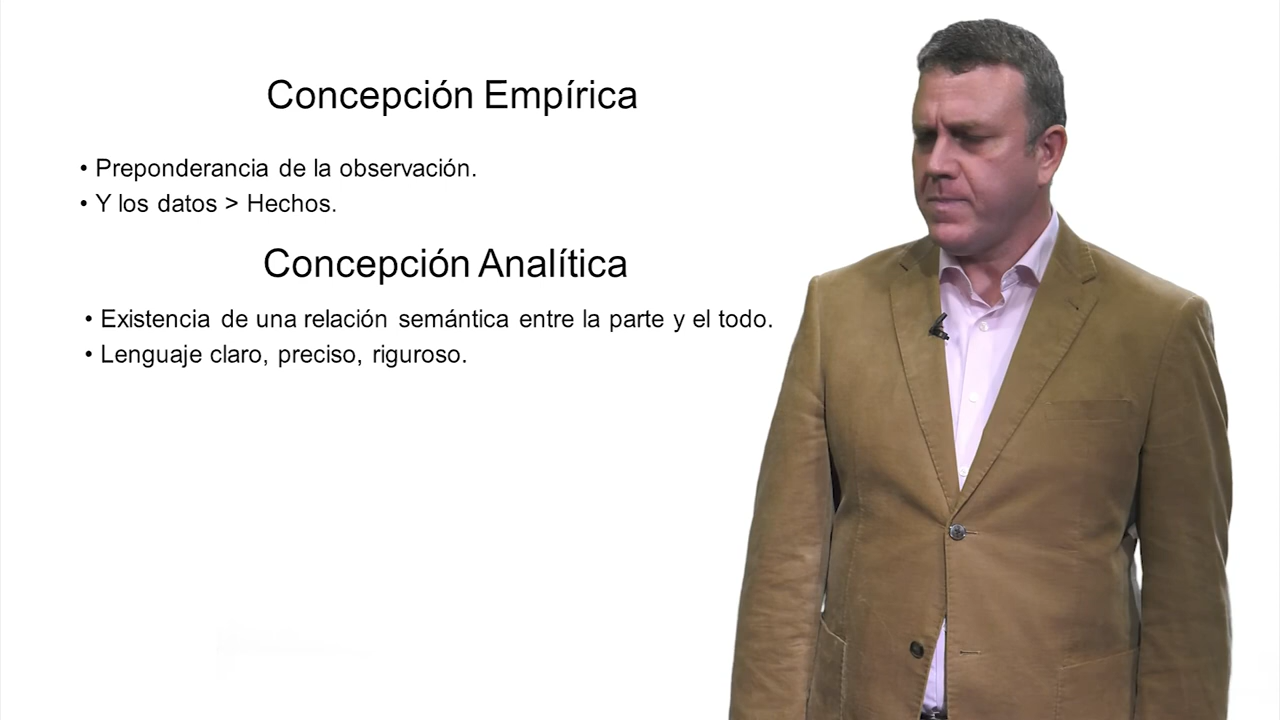 Concepción Empírica
• Preponderancia de la observación.
• Y los datos > Hechos.
Concepción Analítica
• Existencia de una relación semántica entre la parte y el todo.
• Lenguaje claro, preciso, riguroso.